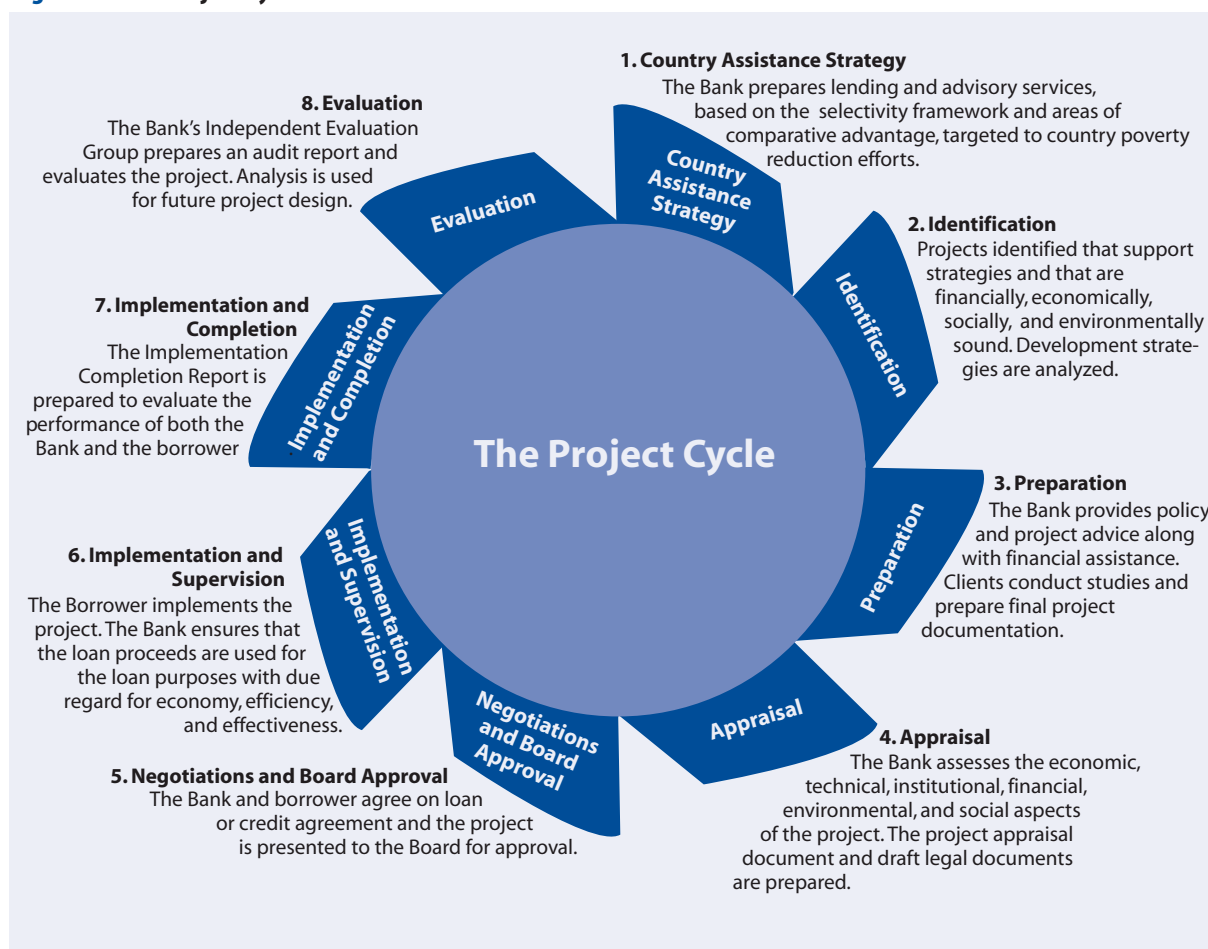 1. Country Assistance Strategy
The Bank prepares lending and advisory services,
based on the selectivity framework and areas of
comparative advantage, targeted to country poverty
reduction efforts.
2. Identification
Projects identified that support
strategies and that are
financially, economically,
socially, and environmentally
sound. Development strate-
gies are analyzed.
3. Preparation
The Bank provides policy
and project advice along
with financial assistance.
Clients conduct studies and
prepare final project
documentation.
4. Appraisal
The Bank assesses the economic,
technical, institutional, financial,
environmental, and social aspects
of the project. The project appraisal
document and draft legal documents
are prepared.
5. Negotiations and Board Approval
The Bank and borrower agree on loan
or credit agreement and the project
is presented to the Board for approval.
6. Implementation and
Supervision
The Borrower implements the
project. The Bank ensures that
the loan proceeds are used for
the loan purposes with due
regard for economy, efficiency,
and effectiveness.
7. Implementation and
Completion
The Implementation
Completion Report is
prepared to evaluate the
performance of both the
Bank and the borrower
8. Evaluation
The Bank's Independent Evaluation
Group prepares an audit report and
evaluates the project. Analysis is used
for future project design.
Country
Assistance
Strategy
Identification
Preparation
Appraisal
Negotiations
and Board
Approval
Implementation
and Supervision
Implementation
and Completion
Evaluation
The Project Cycle